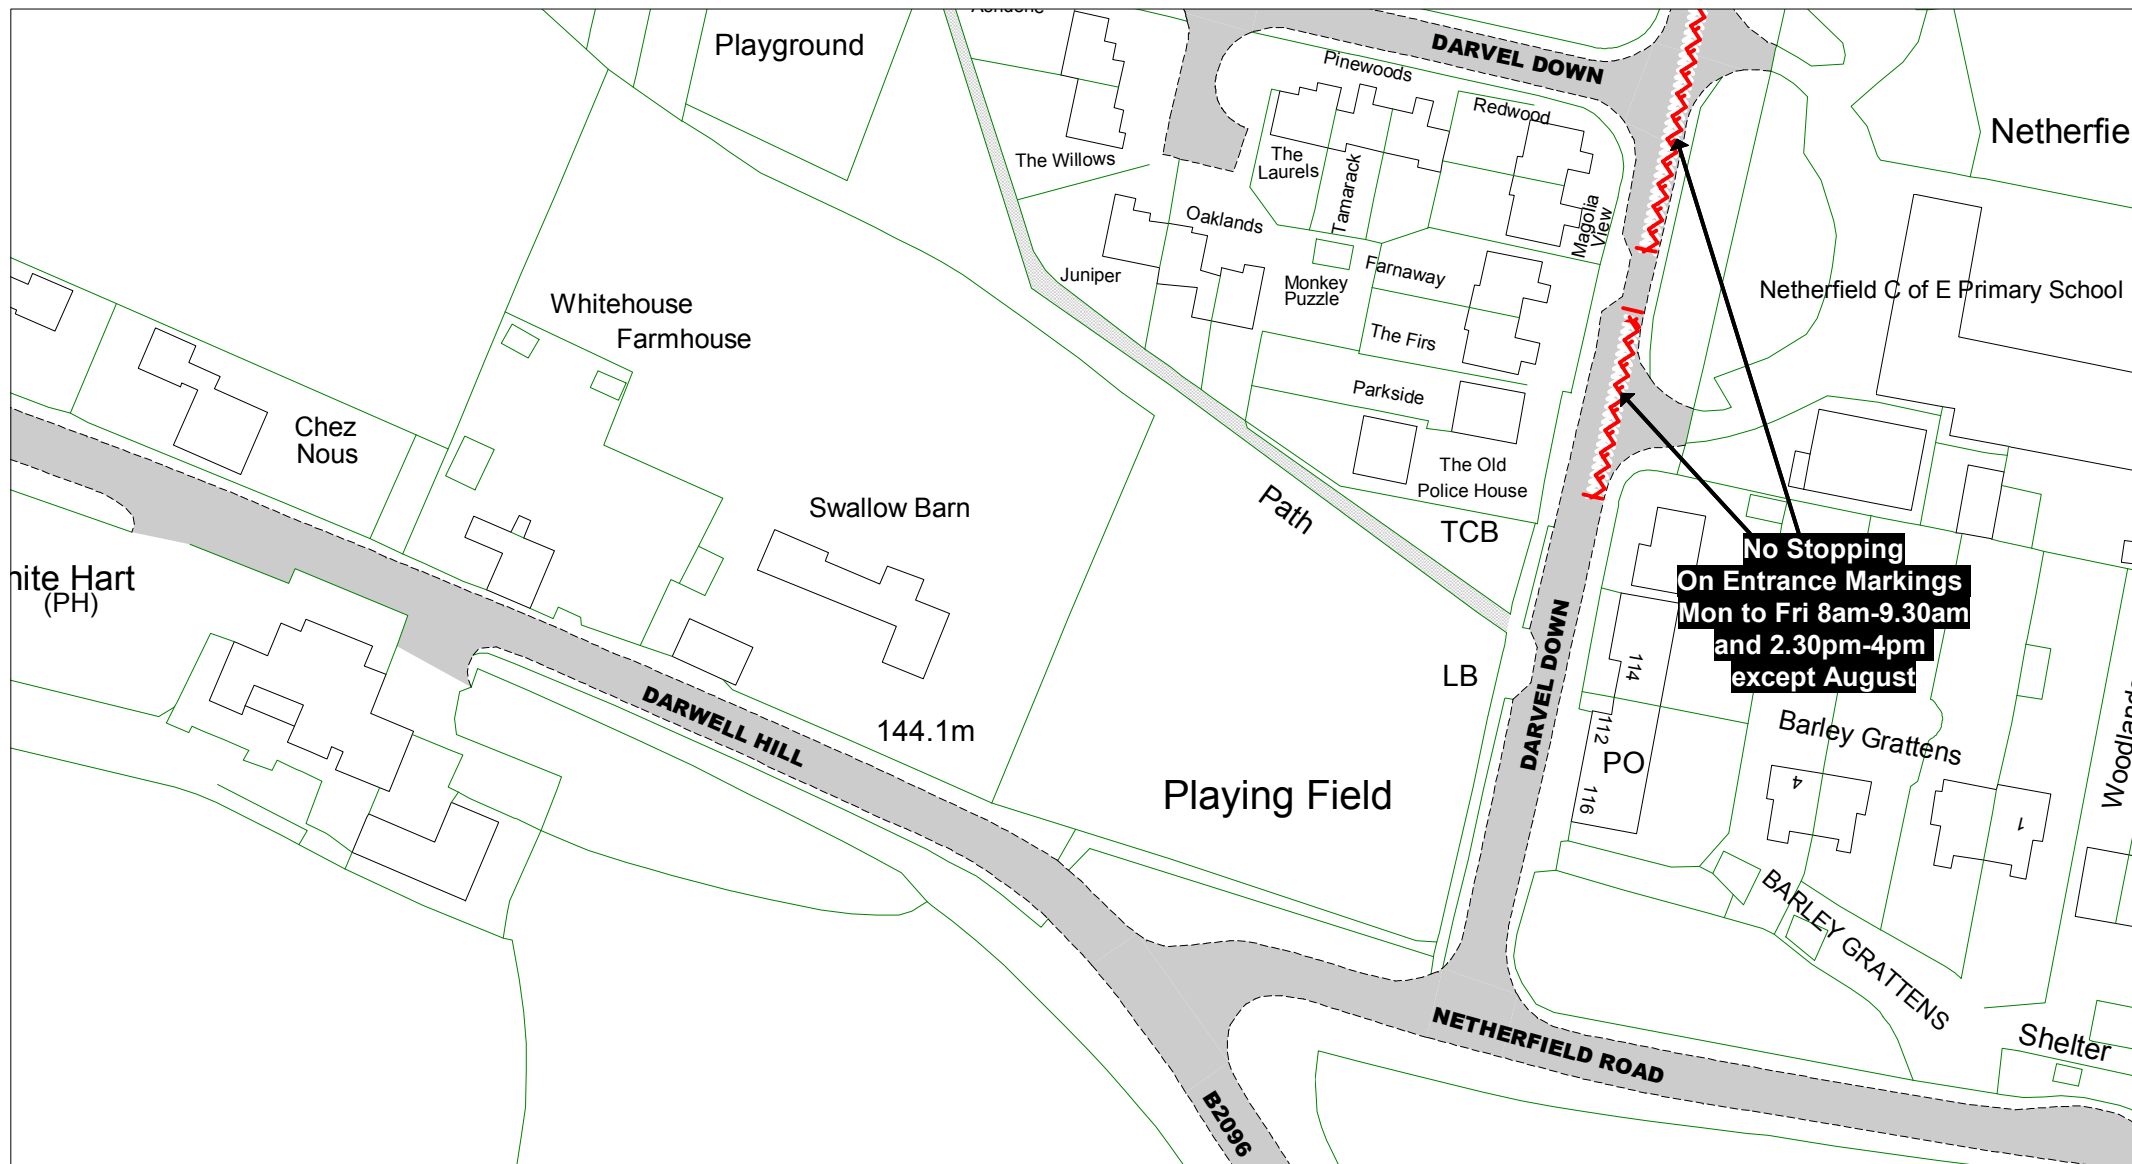 Playground
DARVEL DOWN
Pinewoods
Redwood
Netherfie
The Willows
The
Laurels
Tamarack
Magolia
View
Oaklands
Juniper
Monkey
Puzzle
Farnaway
Netherfield C of E Primary School
Whitehouse
Farmhouse
The Firs
Parkside
Chez
Nous
The Old
Police House
Swallow Barn
Path
TCB
No Stopping
On Entrance Markings
Mon to Fri 8am-9.30am
and 2.30pm-4pm
except August
hite Hart
(PH)
DARVEL DOWN
114
LB
DARWELL HILL
144.1m
112
PO
116
Barley Grattens
4
1
Playing Field
BARLEY GRATTENS
NETHERFIELD ROAD
Shelter
B2096